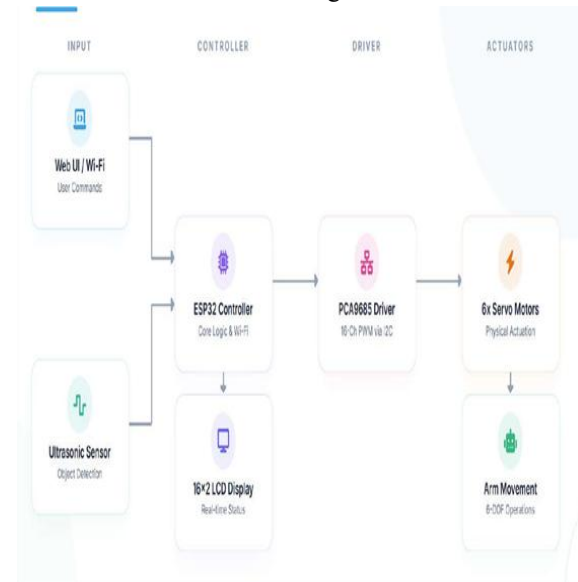 INPUT
CONTROLLER
DRIVER
ACTUATORS
Web UI / Wi-Fi
User Commands
ESP32 Controller
Core Logic & Wi-Fi
PCA9685 Driver
16-Ch PWM via I2C
6x Servo Motors
Physical Actuation
Ultrasonic Sensor
Object Detection
16×2 LCD Display
Real-time Status
Arm Movement
6-DOF Operations